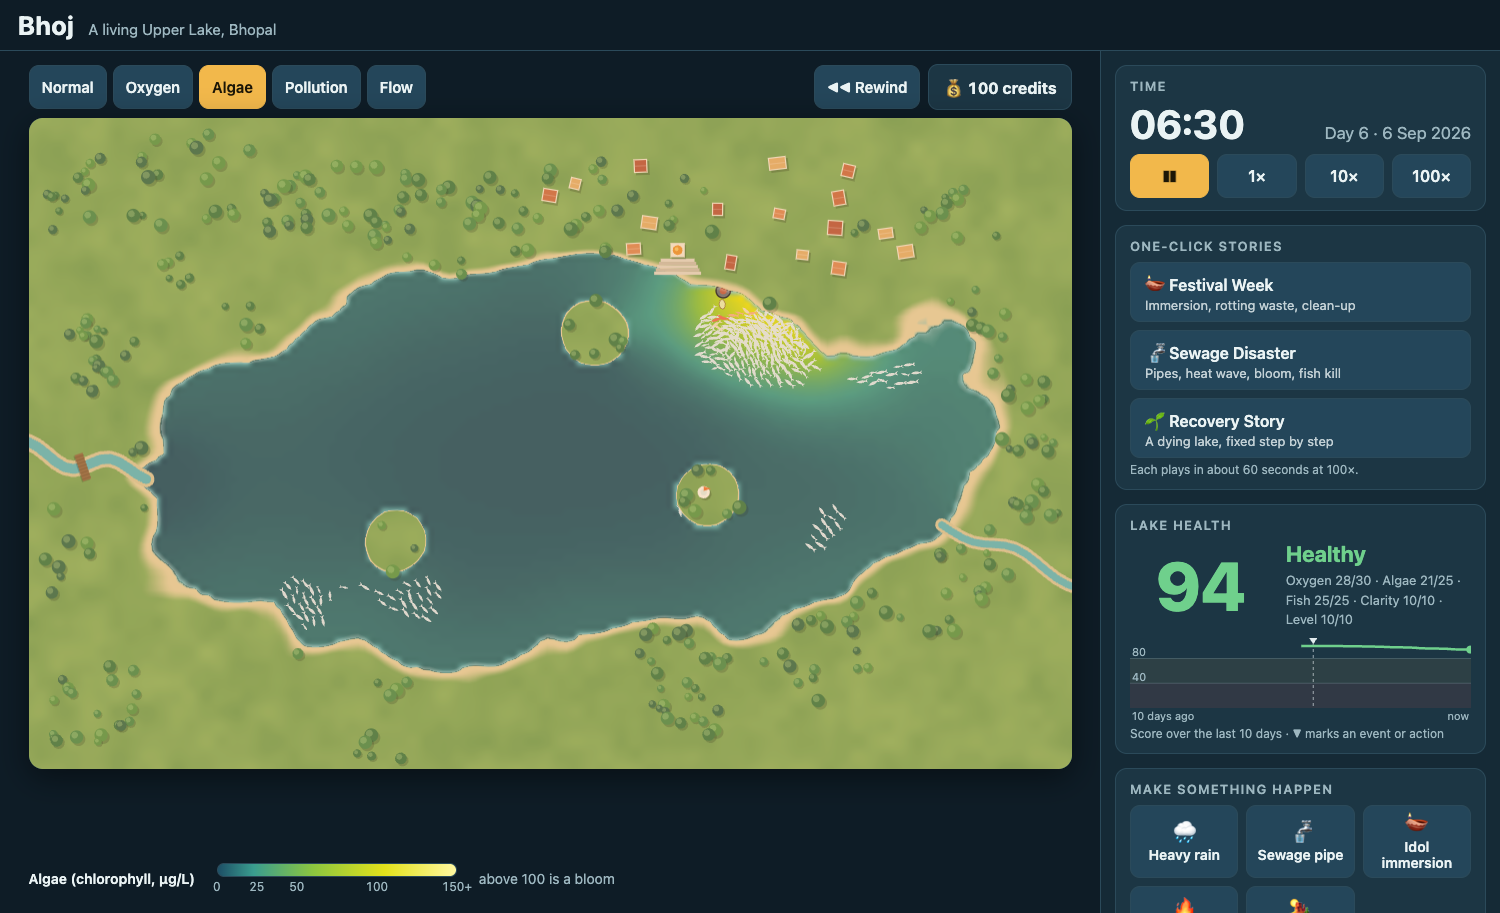 Bhoj A living Upper Lake, Bhopal
Normal Oxygen Algae Pollution Flow
Rewind 100 credits
TIME
06:30 Day 6 · 6 Sep 2026
1× 10× 100×
ONE-CLICK STORIES
Festival Week
Immersion, rotting waste, clean-up
Sewage Disaster
Pipes, heat wave, bloom, fish kill
Recovery Story
A dying lake, fixed step by step
Each plays in about 60 seconds at 100×.
LAKE HEALTH
94
Healthy
Oxygen 28/30 · Algae 21/25 ·
Fish 25/25 · Clarity 10/10 ·
Level 10/10
80
40
10 days ago now
Score over the last 10 days · ▼ marks an event or action
MAKE SOMETHING HAPPEN
Heavy rain
Sewage pipe
Idol
immersion
Algae (chlorophyll, µg/L)
0 25 50 100 150+
above 100 is a bloom